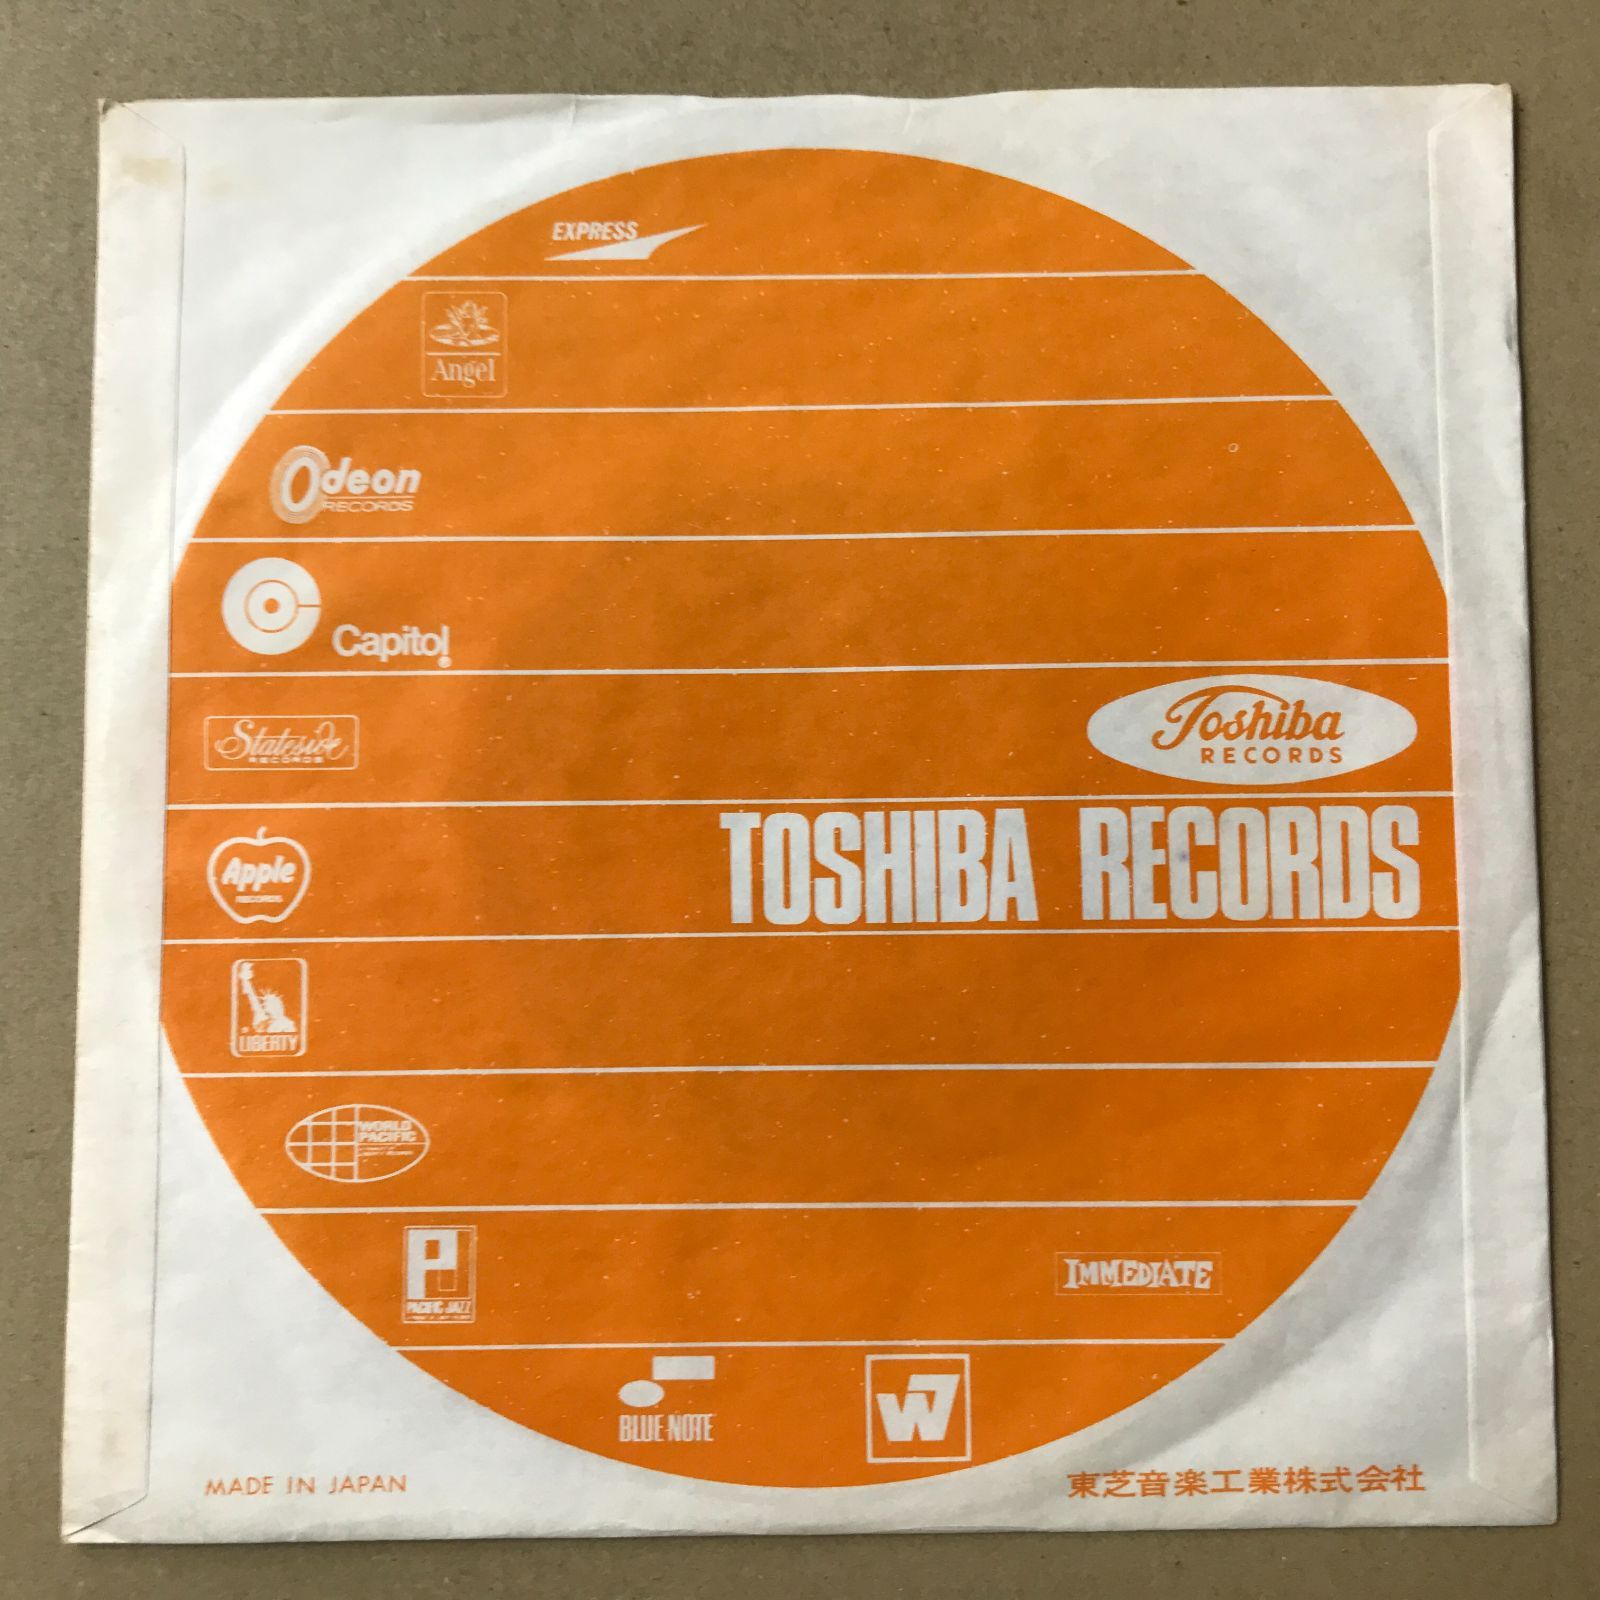 EXPRESS
Angel
Odeon
RECORDS
Capitol
Toshiba
RECORDS
Stateside
RECORDS
TOSHIBA RECORDS
Apple
RECORDS
LIBERTY
WORLD
PACIFIC
P
PACIFIC JAZZ
IMMEDIATE
BLUE NOTE
MADE IN JAPAN
東芝音楽工業株式会社